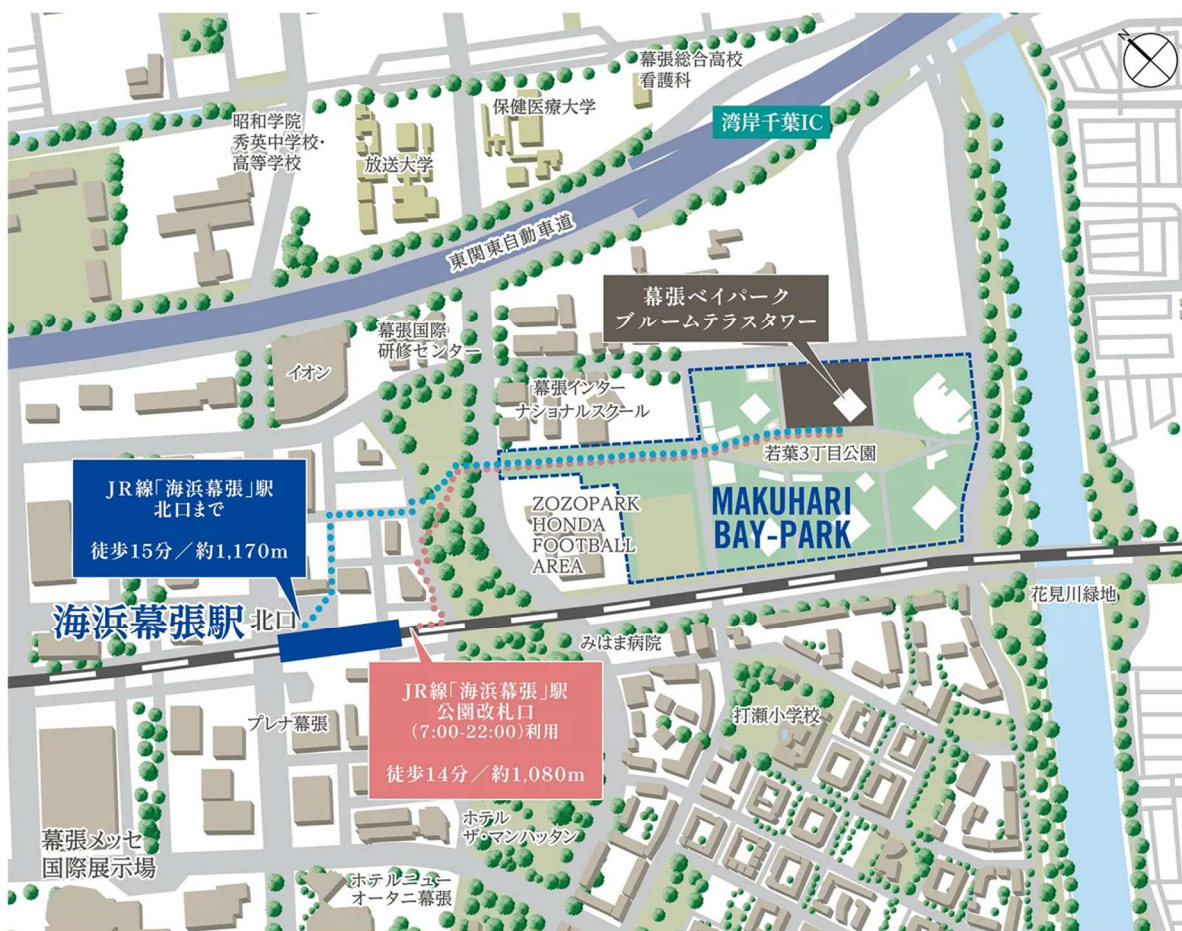 N
幕張総合高校
看護科
保健医療大学
湾岸千葉IC
昭和学院
秀英中学校・
高等学校
放送大学
東関東自動車道
幕張ベイパーク
ブルームテラスタワー
幕張国際
研修センター
イオン
幕張インター
ナショナルスクール
若葉3丁目公園
JR線「海浜幕張」駅
北口まで
徒歩15分／約1,170m
ZOZOPARK
HONDA
FOOTBALL
AREA
MAKUHARI
BAY-PARK
海浜幕張駅 北口
花見川緑地
みはま病院
JR線「海浜幕張」駅
公園改札口
(7:00-22:00)利用
徒歩14分／約1,080m
プレナ幕張
打瀬小学校
ホテル
ザ・マンハッタン
幕張メッセ
国際展示場
ホテルニュー
オータニ幕張